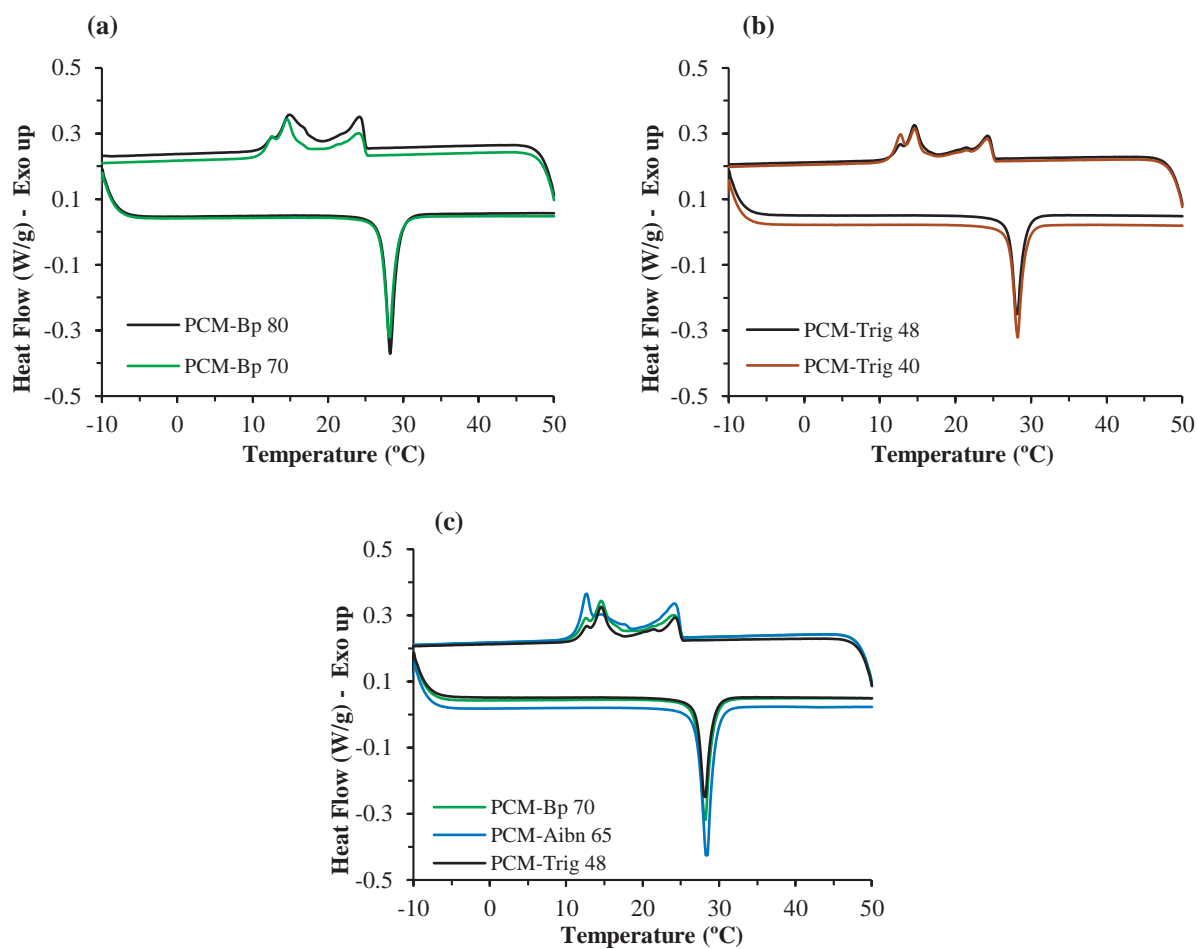 (a)
Heat Flow (W/g) - Exo up
0.5
0.3
0.1
-0.1
-0.3
-0.5
PCM-Bp 80
PCM-Bp 70
-10 0 10 20 30 40 50
Temperature (ºC)
(b)
Heat Flow (W/g) - Exo up
0.5
0.3
0.1
-0.1
-0.3
-0.5
PCM-Trig 48
PCM-Trig 40
-10 0 10 20 30 40 50
Temperature (ºC)
(c)
Heat Flow (W/g) - Exo up
0.5
0.3
0.1
-0.1
-0.3
-0.5
PCM-Bp 70
PCM-Aibn 65
PCM-Trig 48
-10 0 10 20 30 40 50
Temperature (ºC)